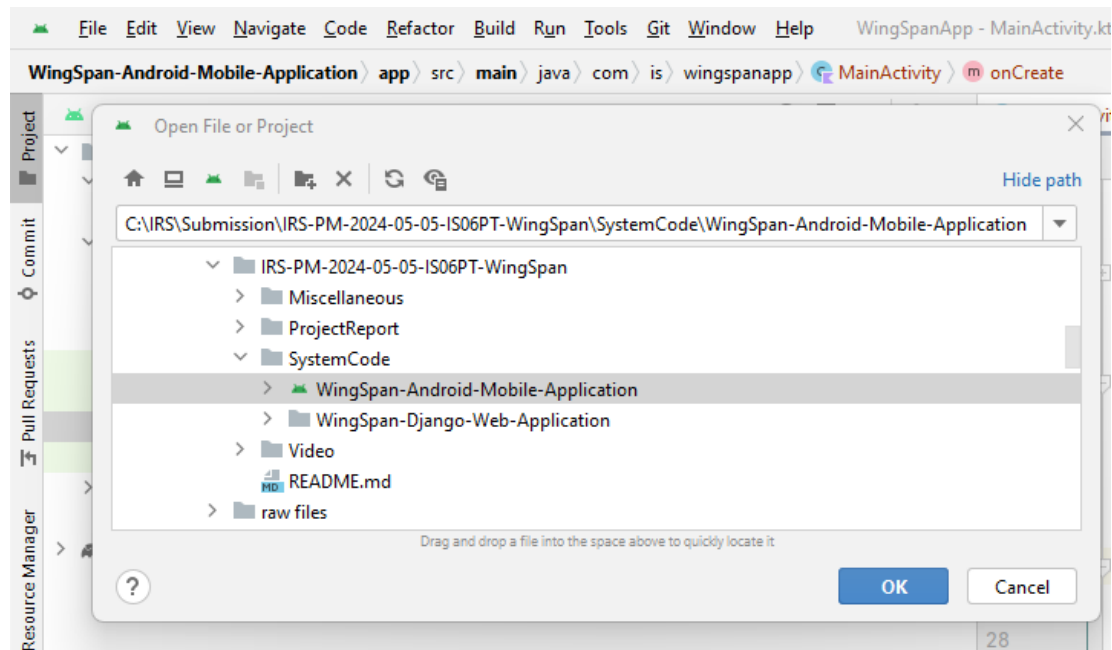 File Edit View Navigate Code Refactor Build Run Tools Git Window Help WingSpanApp - MainActivity.kt
WingSpan-Android-Mobile-Application app src main java com is wingspanapp MainActivity m onCreate
Project
Commit
Pull Requests
Resource Manager
Open File or Project
Hide path
C:\IRS\Submission\IRS-PM-2024-05-05-IS06PT-WingSpan\SystemCode\WingSpan-Android-Mobile-Application
IRS-PM-2024-05-05-IS06PT-WingSpan
Miscellaneous
ProjectReport
SystemCode
WingSpan-Android-Mobile-Application
WingSpan-Django-Web-Application
Video
MD README.md
raw files
Drag and drop a file into the space above to quickly locate it
? OK Cancel
28